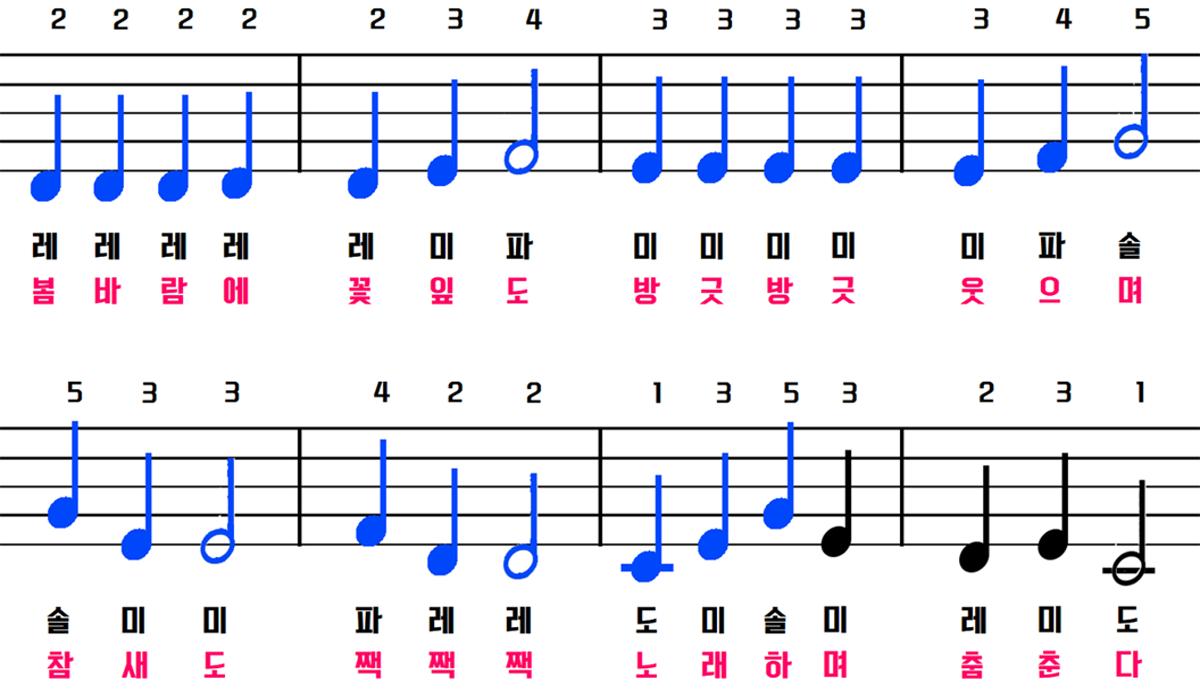 2 2 2 2 2 3 4 3 3 3 3 3 4 5
레 레 레 레 레 미 파 미 미 미 미 미 파 솔
봄 바 람 에 꽃 잎 도 방 긋 방 긋 웃 으 며
5 3 3 4 2 2 1 3 5 3 2 3 1
솔 미 미 파 레 레 도 미 솔 미 레 미 도
참 새 도 짹 짹 짹 노 래 하 며 춤 춘 다